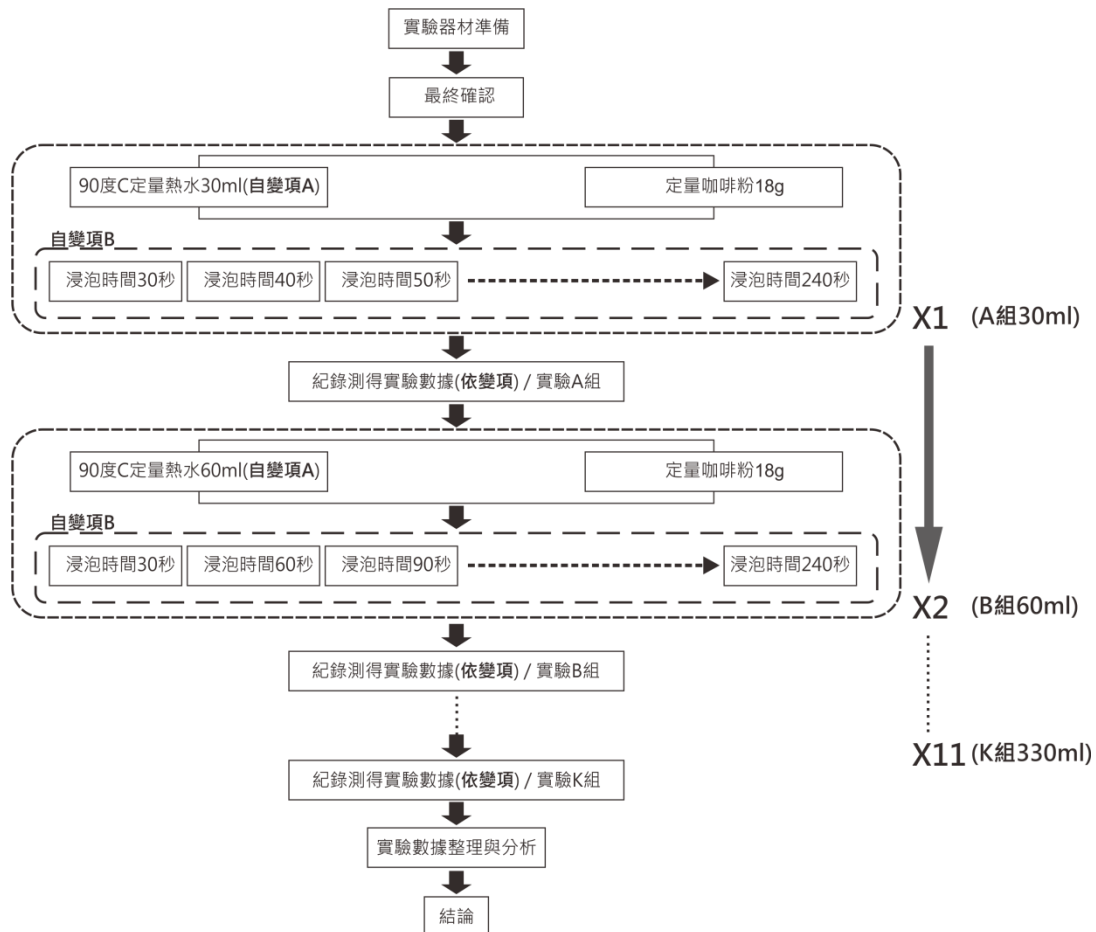 實驗器材準備
最終確認
90度C定量熱水30ml(自變項A)
定量咖啡粉18g
自變項B
浸泡時間30秒
浸泡時間40秒
浸泡時間50秒
浸泡時間240秒
X1 (A組30ml)
紀錄測得實驗數據(依變項) / 實驗A組
90度C定量熱水60ml(自變項A)
定量咖啡粉18g
自變項B
浸泡時間30秒
浸泡時間60秒
浸泡時間90秒
浸泡時間240秒
X2 (B組60ml)
紀錄測得實驗數據(依變項) / 實驗B組
X11 (K組330ml)
紀錄測得實驗數據(依變項) / 實驗K組
實驗數據整理與分析
結論